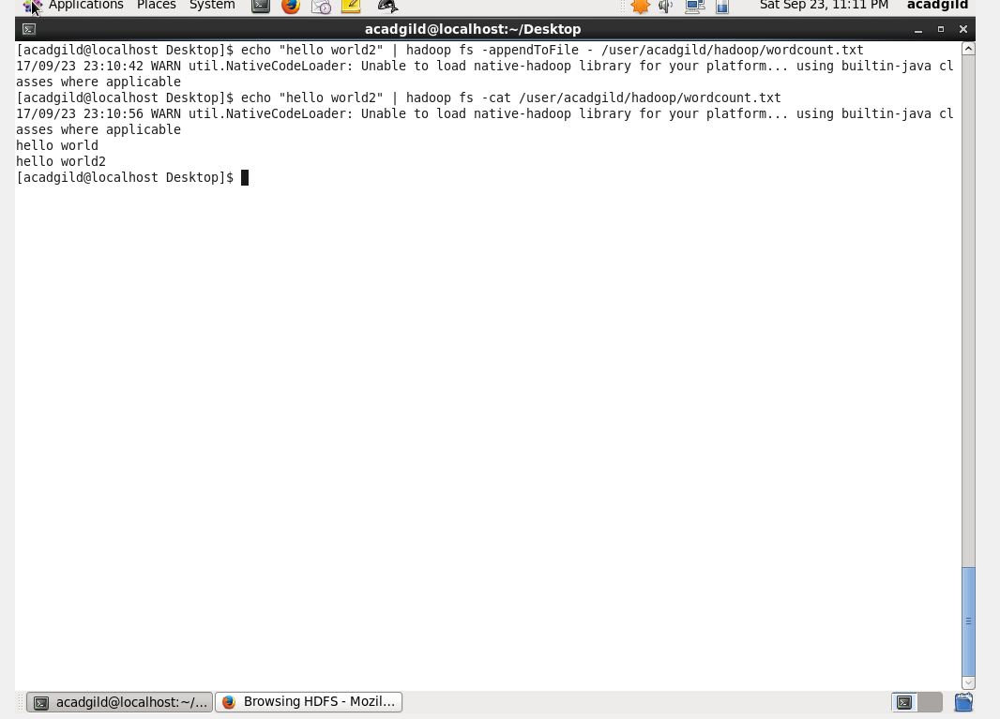 Applications Places System Sat Sep 23, 11:11 PM acadgild
acadgild@localhost:~/Desktop
[acadgild@localhost Desktop]$ echo "hello world2" | hadoop fs -appendToFile - /user/acadgild/hadoop/wordcount.txt
17/09/23 23:10:42 WARN util.NativeCodeLoader: Unable to load native-hadoop library for your platform... using builtin-java cl
asses where applicable
[acadgild@localhost Desktop]$ echo "hello world2" | hadoop fs -cat /user/acadgild/hadoop/wordcount.txt
17/09/23 23:10:56 WARN util.NativeCodeLoader: Unable to load native-hadoop library for your platform... using builtin-java cl
asses where applicable
hello world
hello world2
[acadgild@localhost Desktop]$
acadgild@localhost:~/... Browsing HDFS - Mozil...